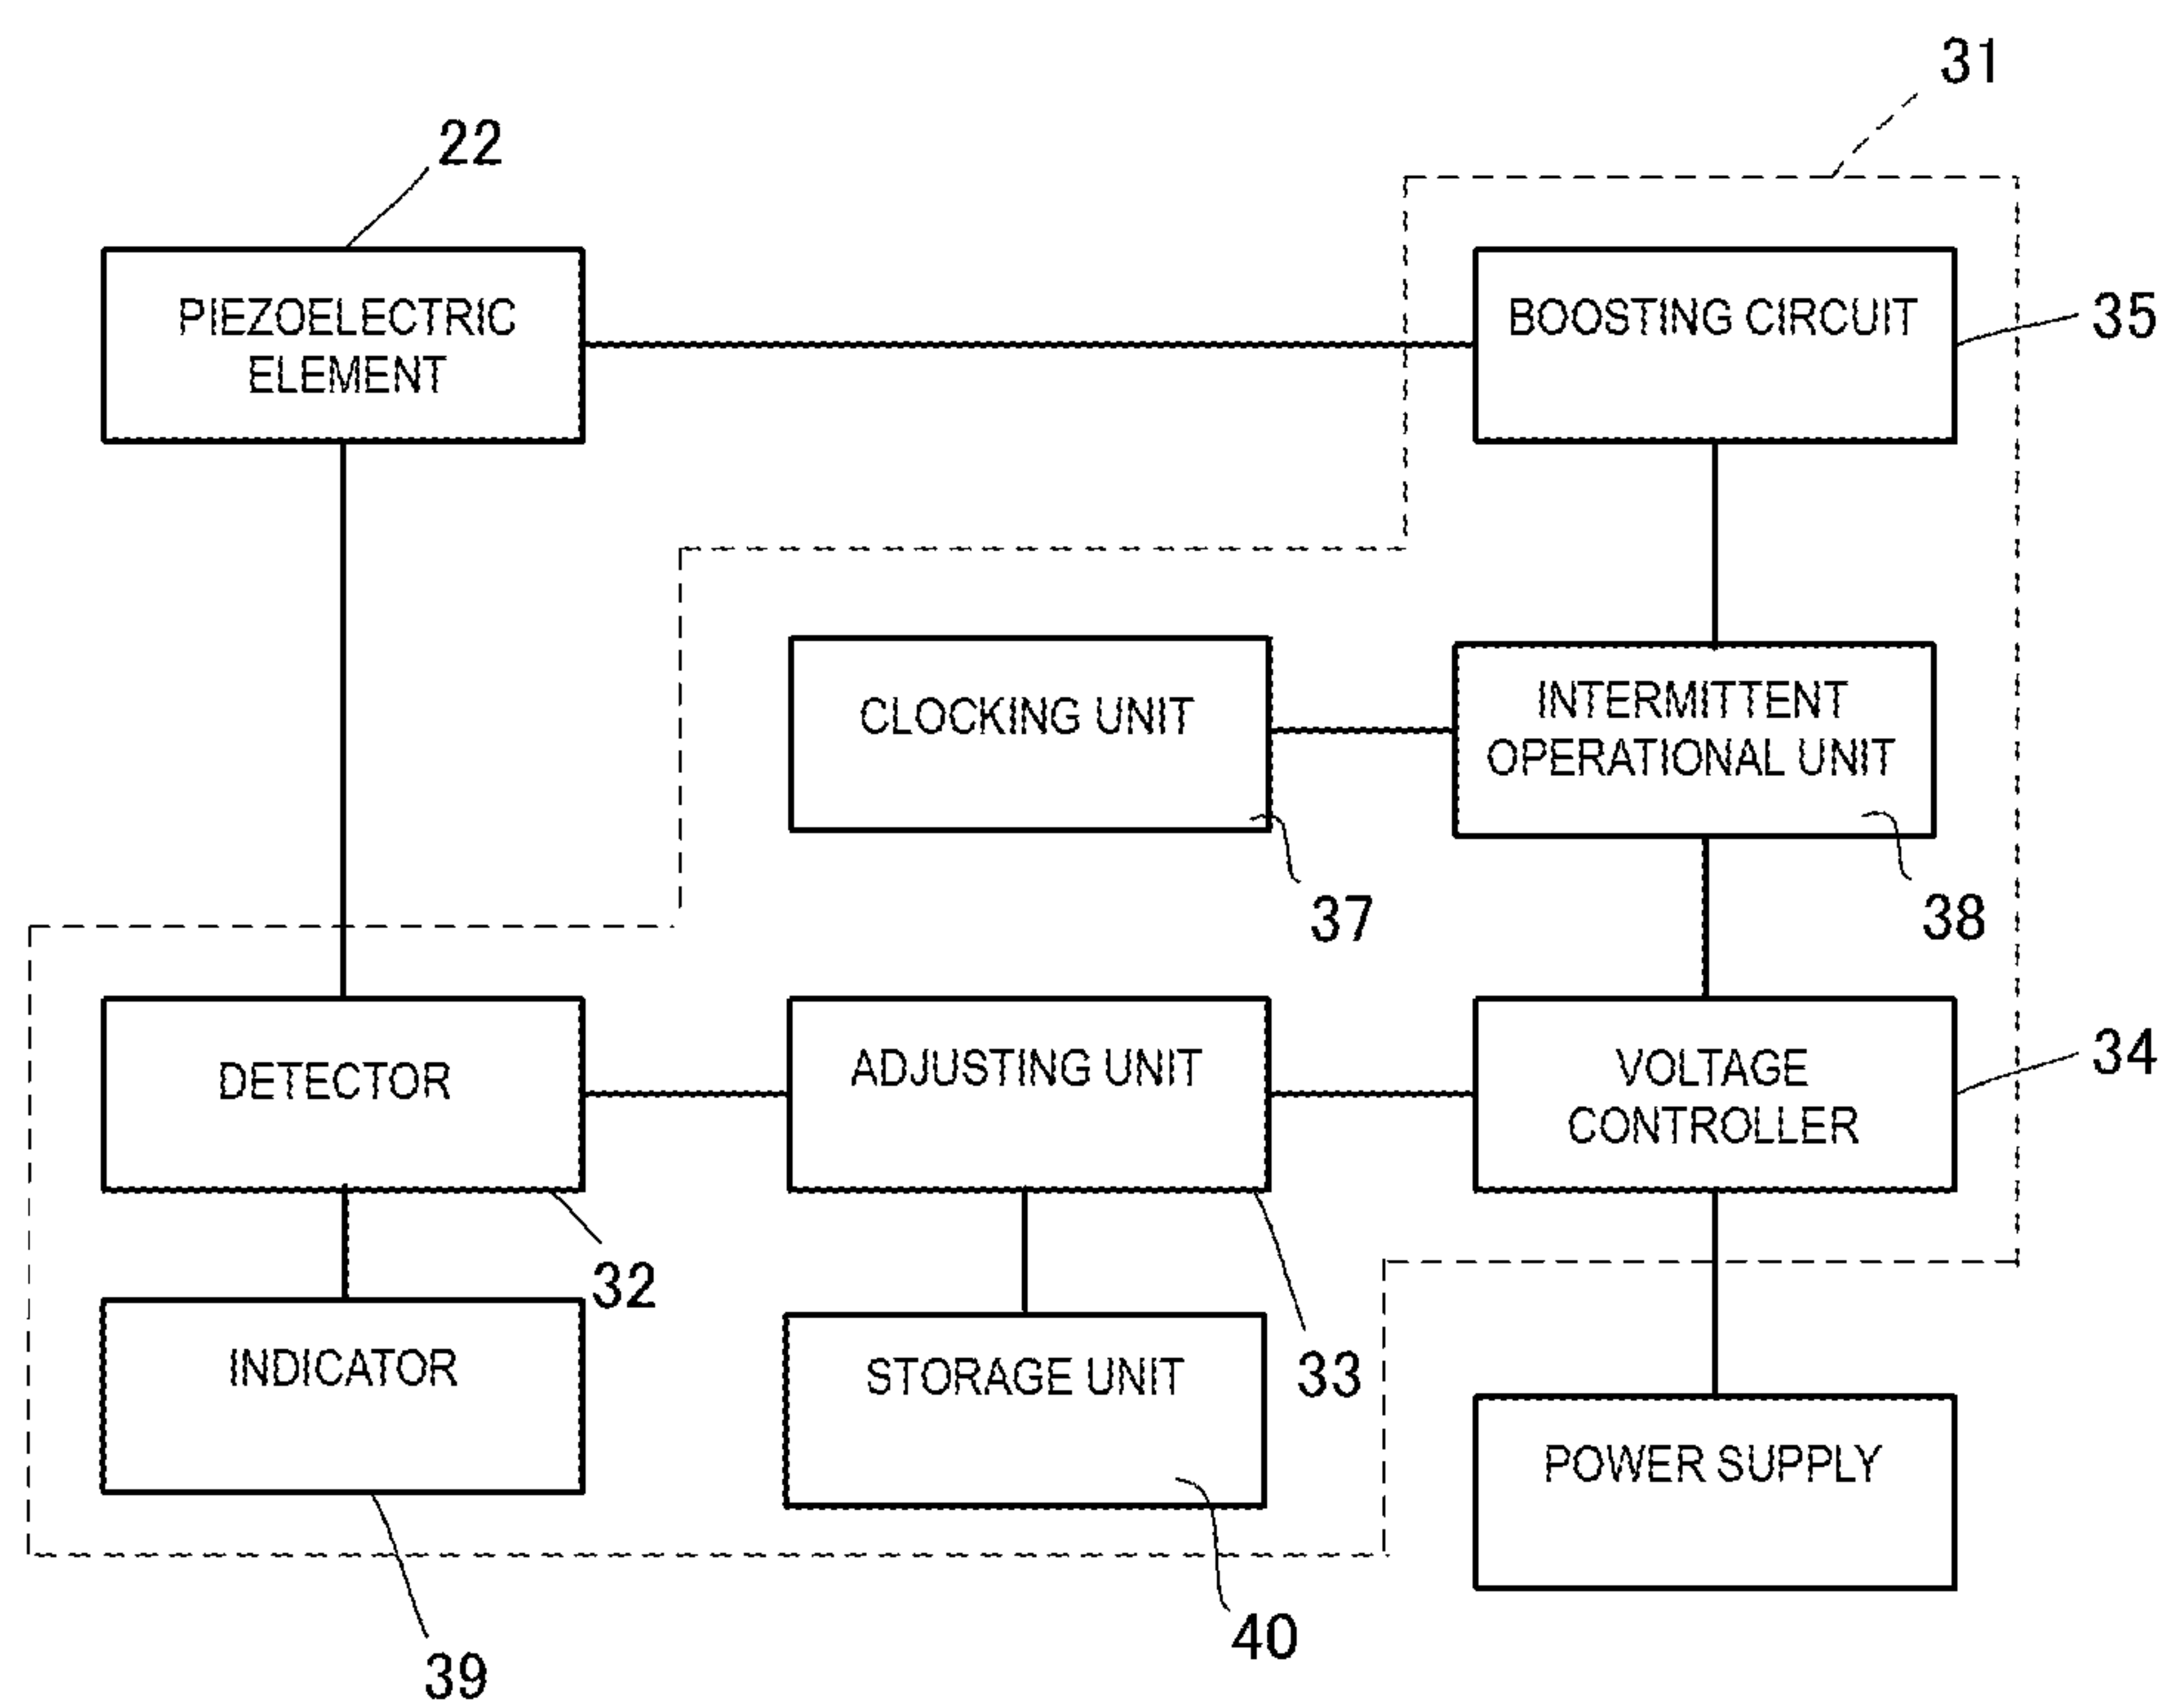 31
22
PIEZOELECTRIC
ELEMENT
BOOSTING CIRCUIT
35
CLOCKING UNIT
INTERMITTENT
OPERATIONAL UNIT
37
38
DETECTOR
ADJUSTING UNIT
VOLTAGE
CONTROLLER
34
32
INDICATOR
STORAGE UNIT
33
POWER SUPPLY
40
39